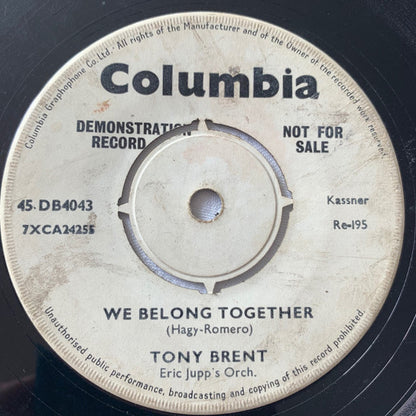 Columbia Graphophone Co. Ltd. All rights of the Manufacturer and of the Owner of the recorded work reserved.
Columbia
DEMONSTRATION RECORD
NOT FOR SALE
45-DB4043
7XCA24255
Kassner
Re-195
WE BELONG TOGETHER
(Hagy-Romero)
TONY BRENT
Eric Jupp's Orch.
Unauthorised public performance, broadcasting and copying of this record prohibited.